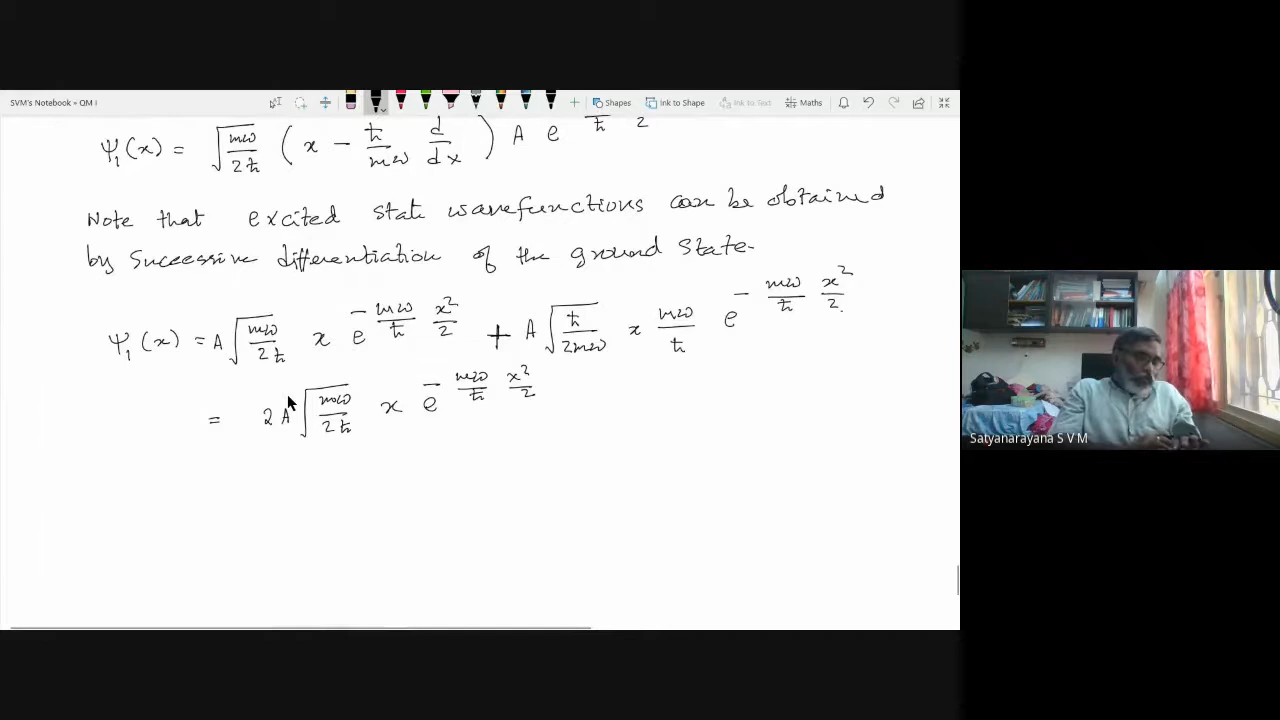 SVM's Notebook » QM I
Shapes Ink to Shape Ink to Text Maths
ψ₁(x) = √(mω/2ħ) (x − ħ/mω d/dx) A e ħ 2
Note that excited state wavefunctions can be obtained
by successive differentiation of the ground state.
ψ₁(x) = A √(mω/2ħ) x e^(− mω/ħ x²/2) + A √(ħ/2mω) x mω/ħ e^(− mω/ħ x²/2)
= 2A √(mω/2ħ) x e^(− mω/ħ x²/2)
Satyanarayana S V M